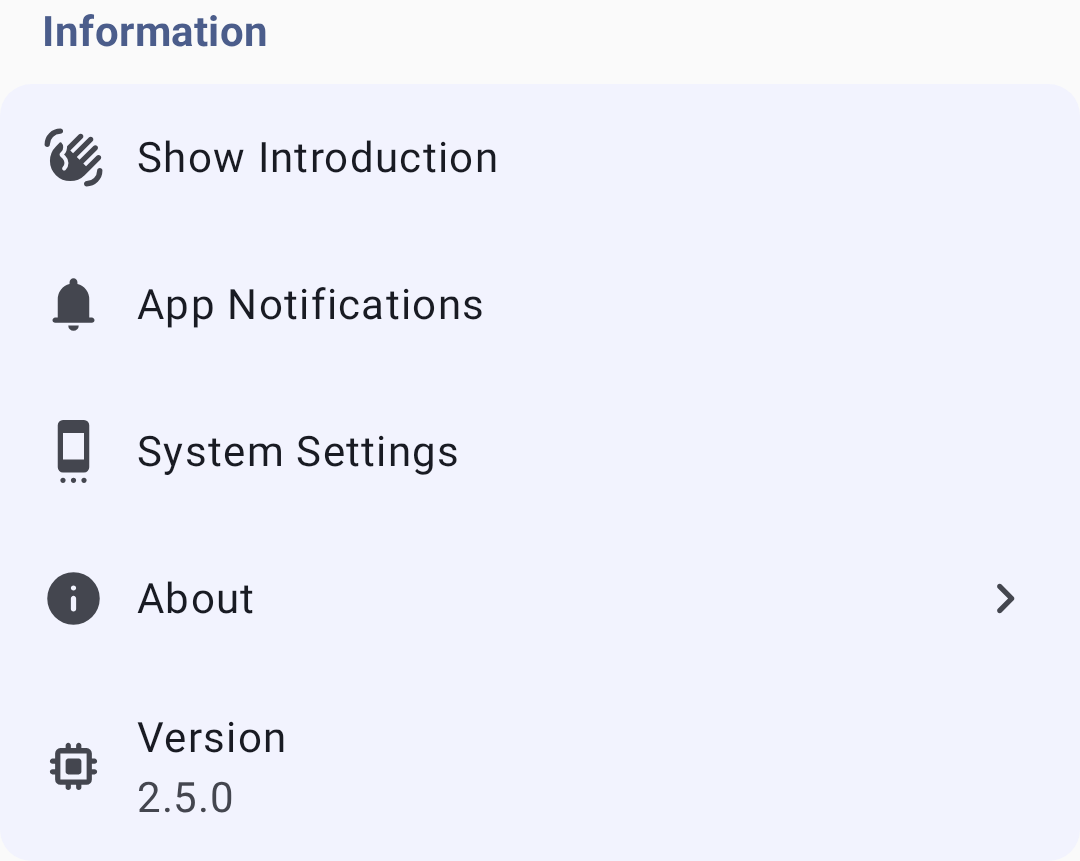 Information
Show Introduction
App Notifications
System Settings
About
Version
2.5.0